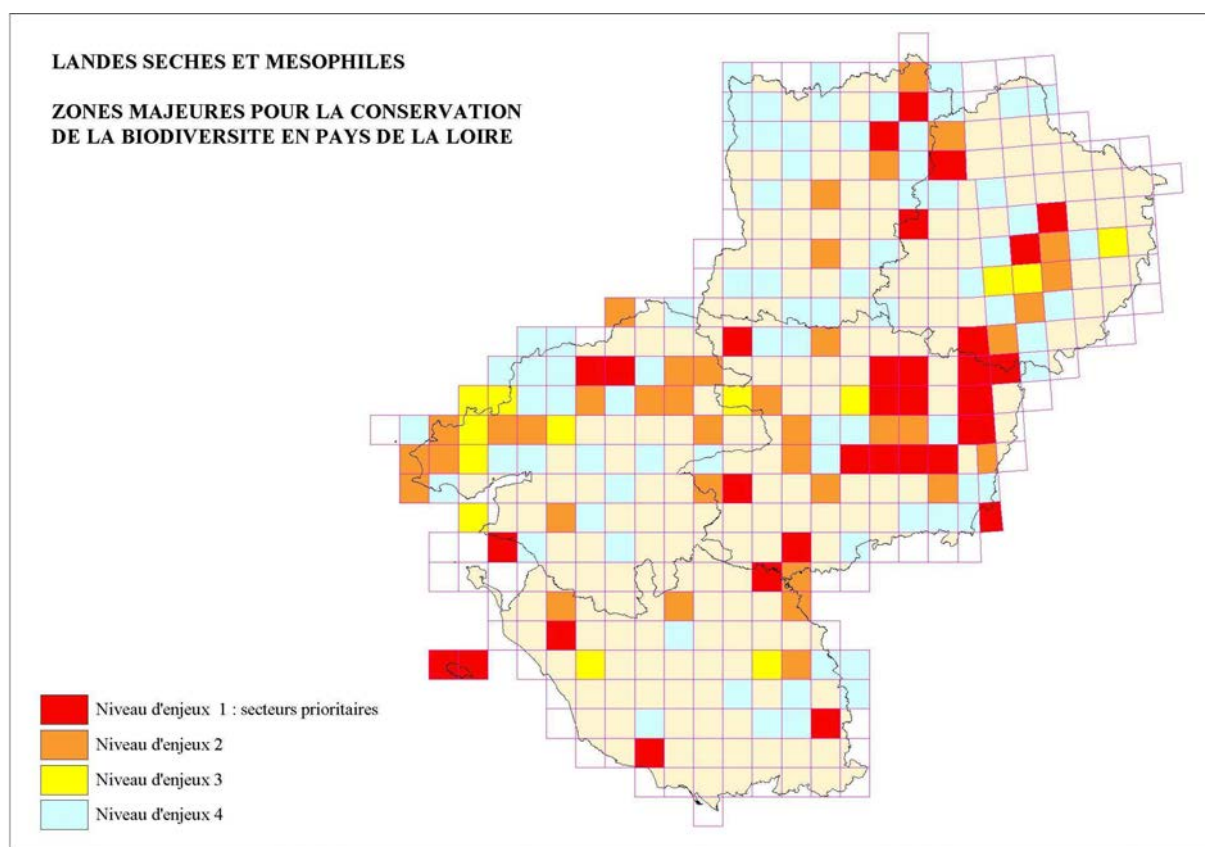 LANDES SECHES ET MESOPHILES
ZONES MAJEURES POUR LA CONSERVATION
DE LA BIODIVERSITE EN PAYS DE LA LOIRE
Niveau d'enjeux 1 : secteurs prioritaires
Niveau d'enjeux 2
Niveau d'enjeux 3
Niveau d'enjeux 4